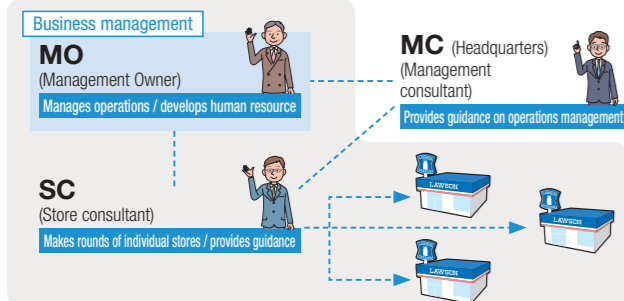 Business management
MO
(Management Owner)
Manages operations / develops human resource
MC (Headquarters)
(Management
consultant)
Provides guidance on operations management
SC
(Store consultant)
Makes rounds of individual stores / provides guidance
LAWSON
LAWSON
LAWSON